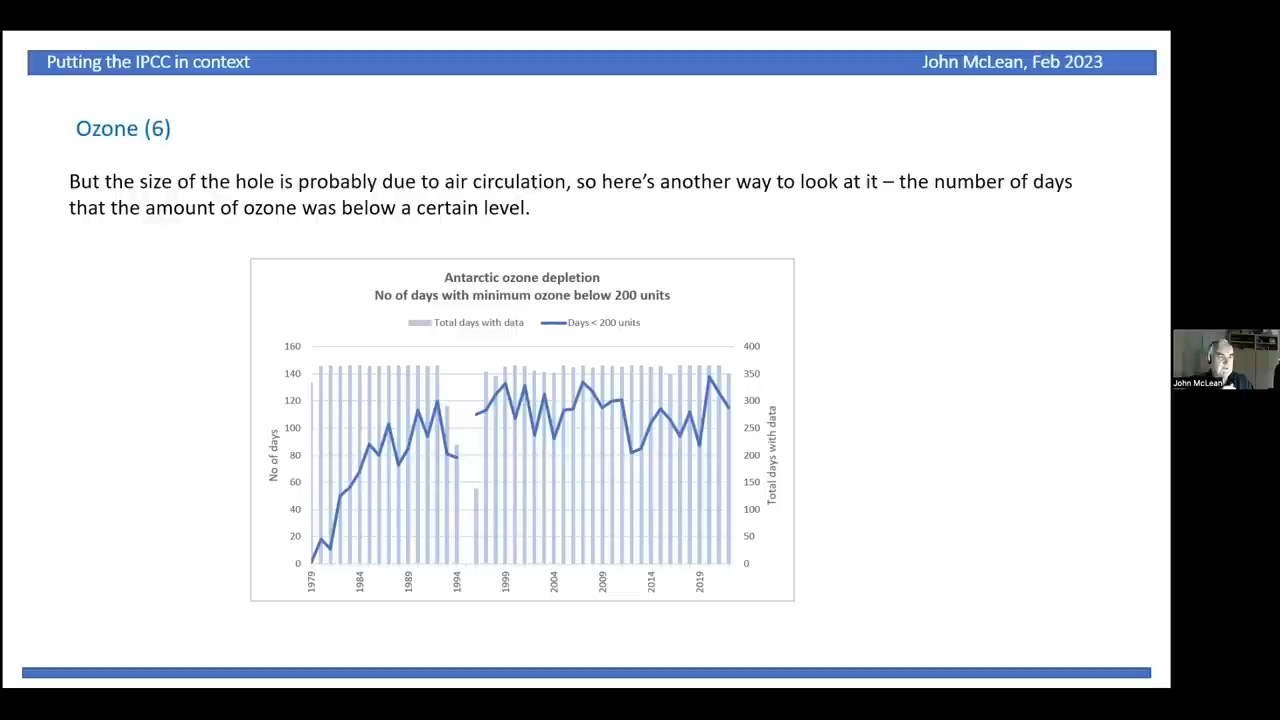 Putting the IPCC in context
John McLean, Feb 2023
Ozone (6)
But the size of the hole is probably due to air circulation, so here's another way to look at it – the number of days
that the amount of ozone was below a certain level.
Antarctic ozone depletion
No of days with minimum ozone below 200 units
Total days with data
Days < 200 units
160
140
120
100
80
60
40
20
0
No of days
400
350
300
250
200
150
100
50
0
Total days with data
1979
1984
1989
1994
1999
2004
2009
2014
2019
John McLean